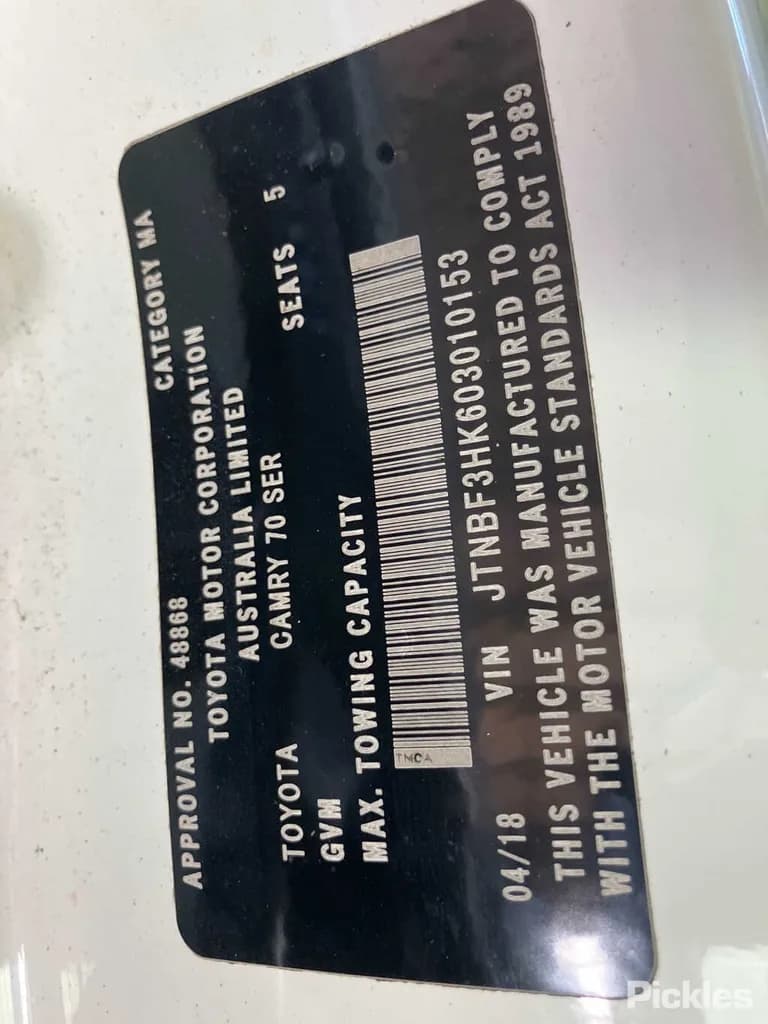 APPROVAL NO. 48868 CATEGORY MA
TOYOTA MOTOR CORPORATION
AUSTRALIA LIMITED
TOYOTA CAMRY 70 SER SEATS 5
GVM
MAX. TOWING CAPACITY
TMCA
04/18 VIN JTNBF3HK603010153
THIS VEHICLE WAS MANUFACTURED TO COMPLY
WITH THE MOTOR VEHICLE STANDARDS ACT 1989
Pickles